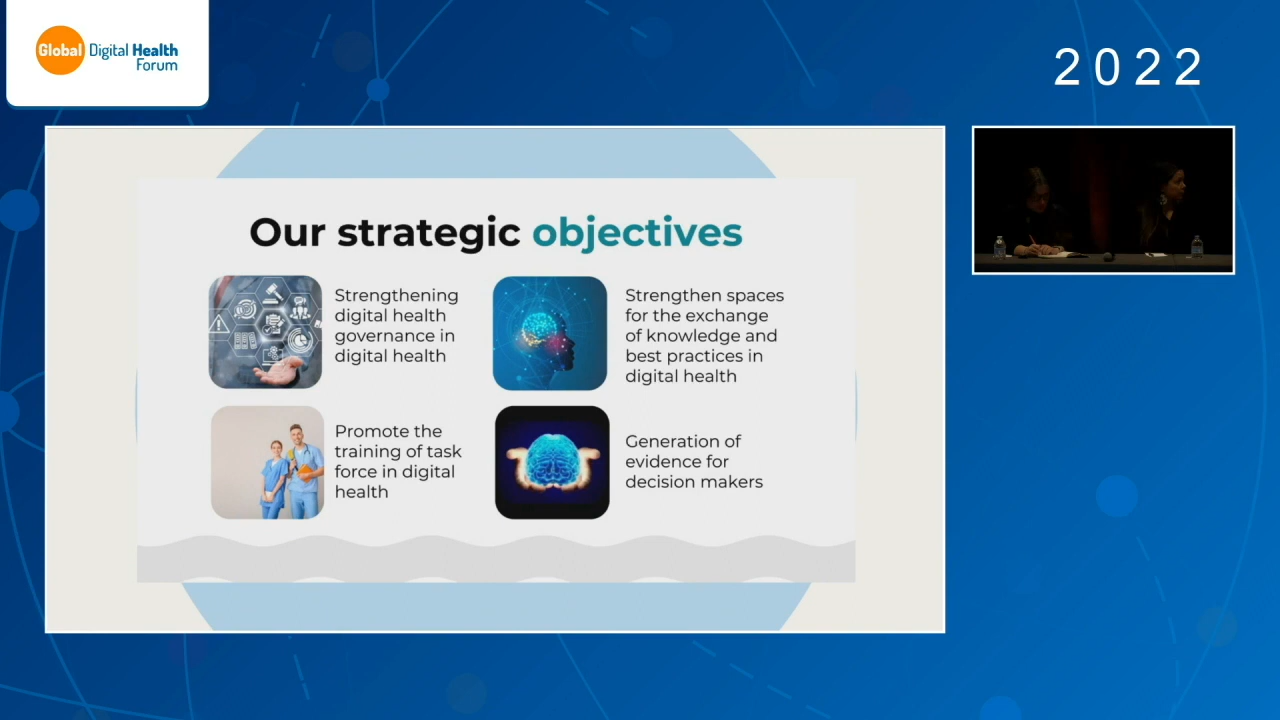 Global Digital Health
Forum
2022
Our strategic objectives
Strengthening
digital health
governance in
digital health
Strengthen spaces
for the exchange
of knowledge and
best practices in
digital health
Promote the
training of task
force in digital
health
Generation of
evidence for
decision makers